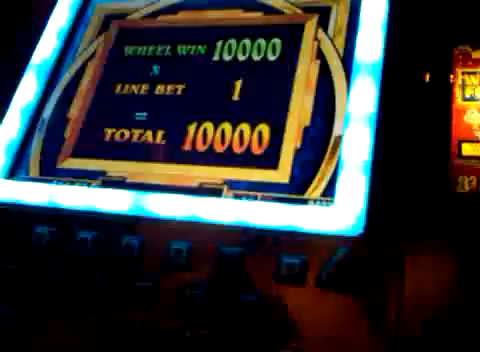 WHEEL WIN 10000
X
LINE BET 1
=
TOTAL 10000